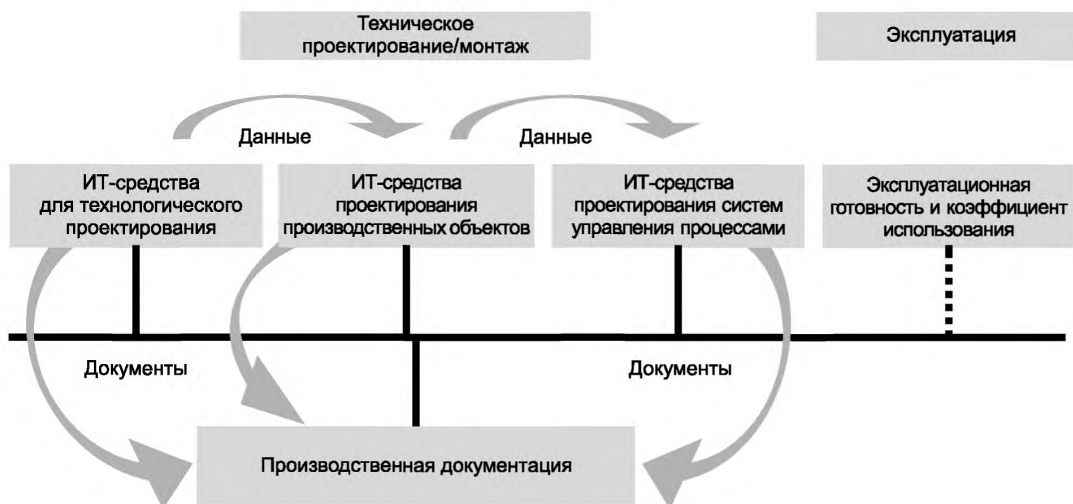 Техническое
проектирование/монтаж
Эксплуатация
Данные
Данные
ИТ-средства
для технологического
проектирования
ИТ-средства
проектирования
производственных объектов
ИТ-средства
проектирования систем
управления процессами
Эксплуатационная
готовность и коэффициент
использования
Документы
Документы
Производственная документация